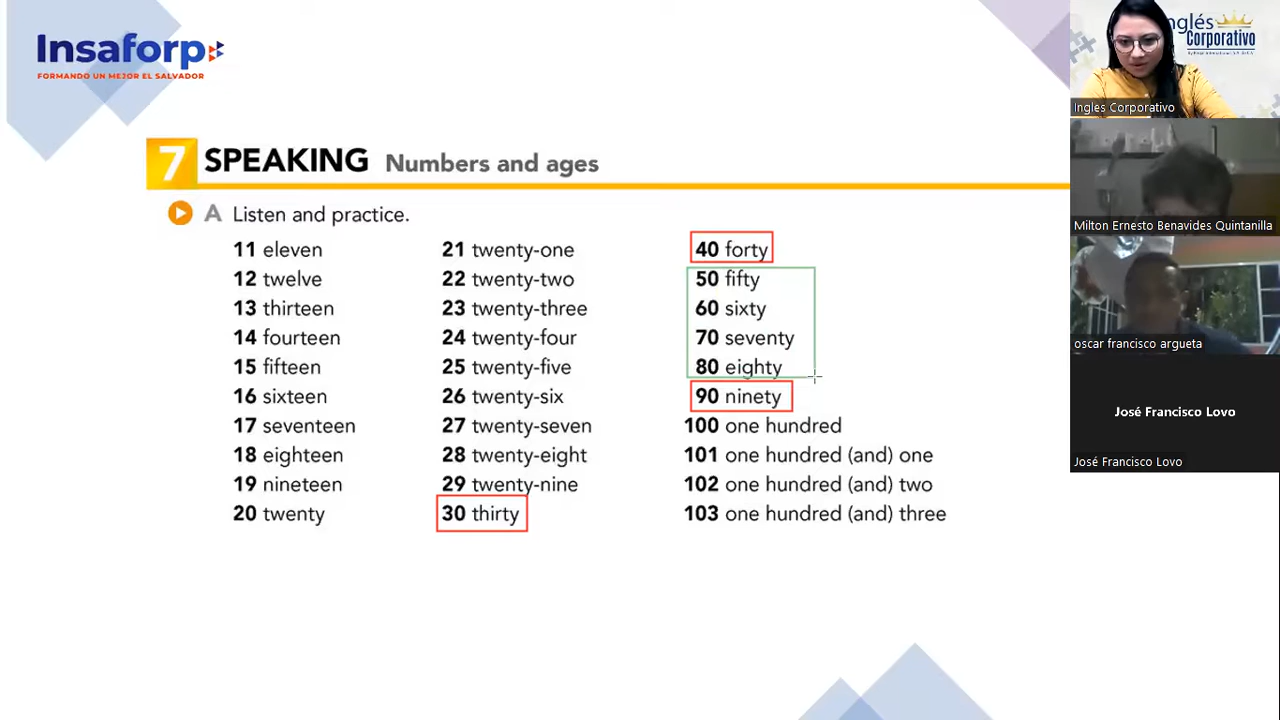 Insaforp
FORMANDO UN MEJOR EL SALVADOR
7 SPEAKING Numbers and ages
A Listen and practice.
11 eleven
12 twelve
13 thirteen
14 fourteen
15 fifteen
16 sixteen
17 seventeen
18 eighteen
19 nineteen
20 twenty
21 twenty-one
22 twenty-two
23 twenty-three
24 twenty-four
25 twenty-five
26 twenty-six
27 twenty-seven
28 twenty-eight
29 twenty-nine
30 thirty
40 forty
50 fifty
60 sixty
70 seventy
80 eighty
90 ninety
100 one hundred
101 one hundred (and) one
102 one hundred (and) two
103 one hundred (and) three
Corporativo
Ingles Corporativo
Milton Ernesto Benavides Quintanilla
oscar francisco argueta
José Francisco Lovo
José Francisco Lovo